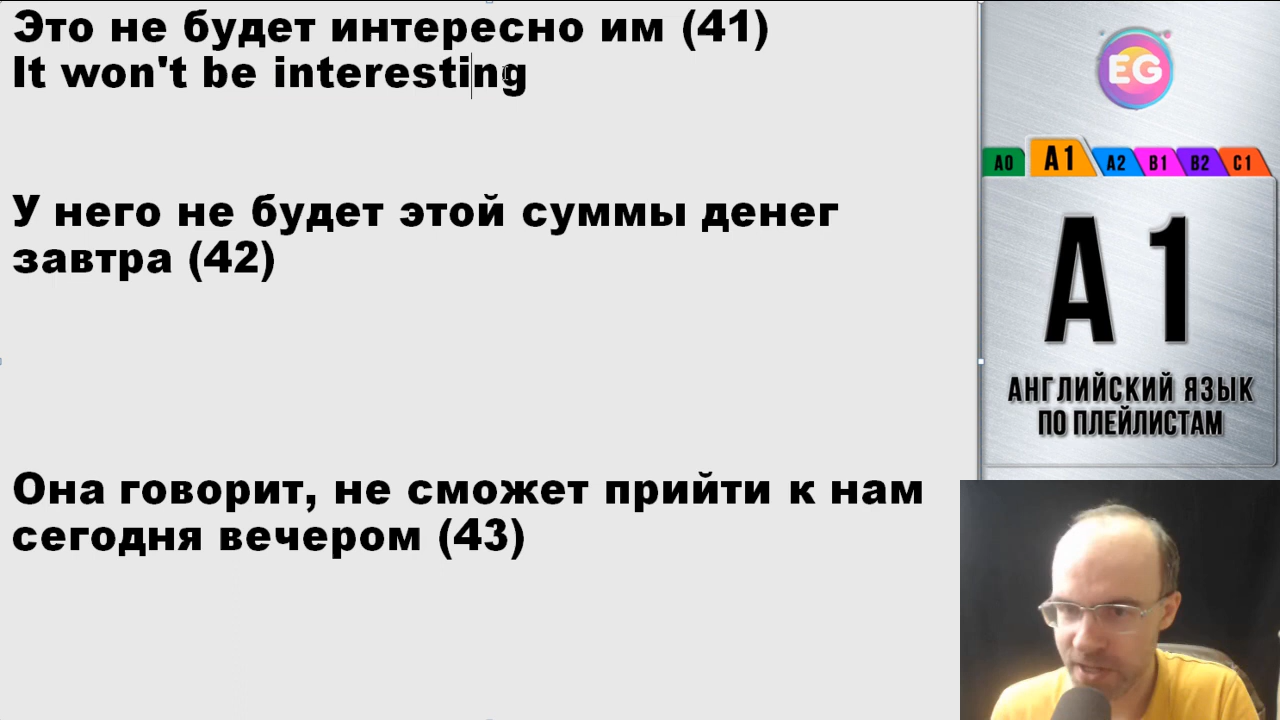 Это не будет интересно им (41)
It won't be interesting
У него не будет этой суммы денег
завтра (42)
Она говорит, не сможет прийти к нам
сегодня вечером (43)
EG
A0 A1 A2 B1 B2 C1
A 1
АНГЛИЙСКИЙ ЯЗЫК
ПО ПЛЕЙЛИСТАМ